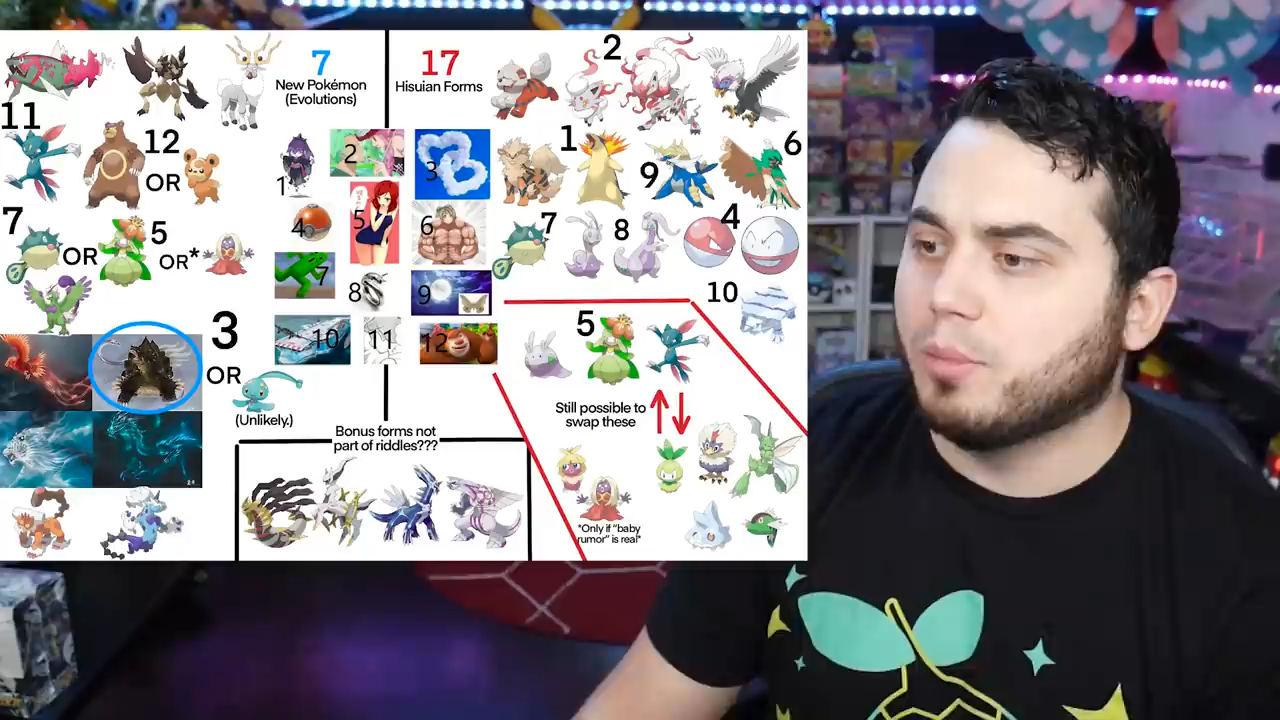 7
New Pokémon
(Evolutions)
17
Hisuian Forms
2
11
12
OR
1
9
6
1
2
3
4
5
6
7
8
9
10
11
12
7
OR
5
OR*
7
8
4
10
3
OR
(Unlikely.)
5
Still possible to
swap these
Bonus forms not
part of riddles???
*Only if "baby
rumor" is real*